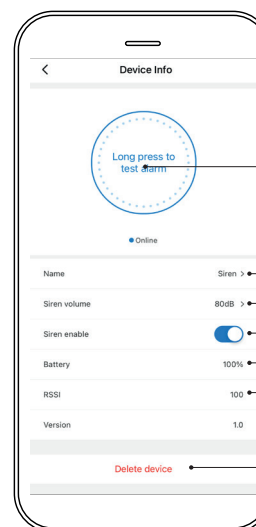 Device Info
Long press to
test alarm
Online
Name Siren >
Siren volume 80dB >
Siren enable
Battery 100%
RSSI 100
Version 1.0
Delete device